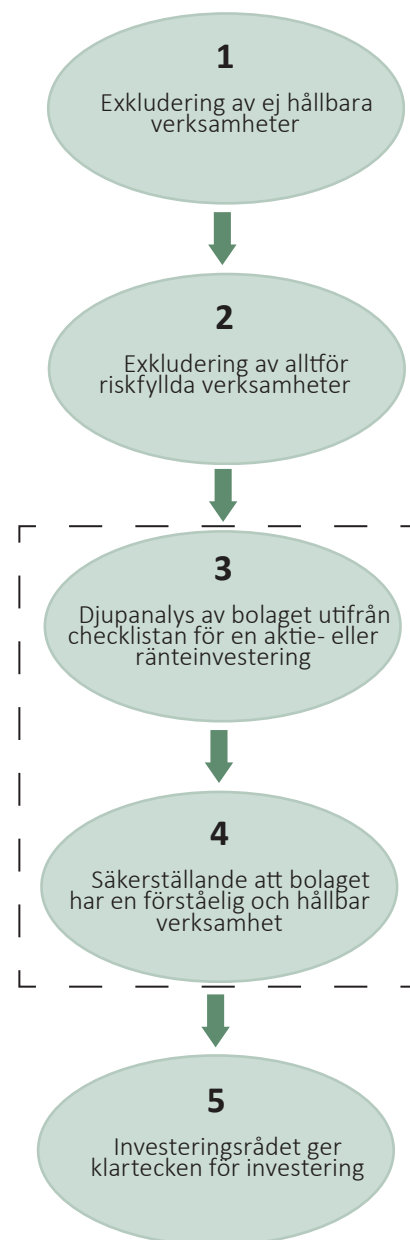 1
Exkludering av ej hållbara
verksamheter
2
Exkludering av alltför
riskfyllda verksamheter
3
Djupanalys av bolaget utifrån
checklistan för en aktie- eller
ränteinvestering
4
Säkerställande att bolaget
har en förståelig och hållbar
verksamhet
5
Investeringsrådet ger
klartecken för investering